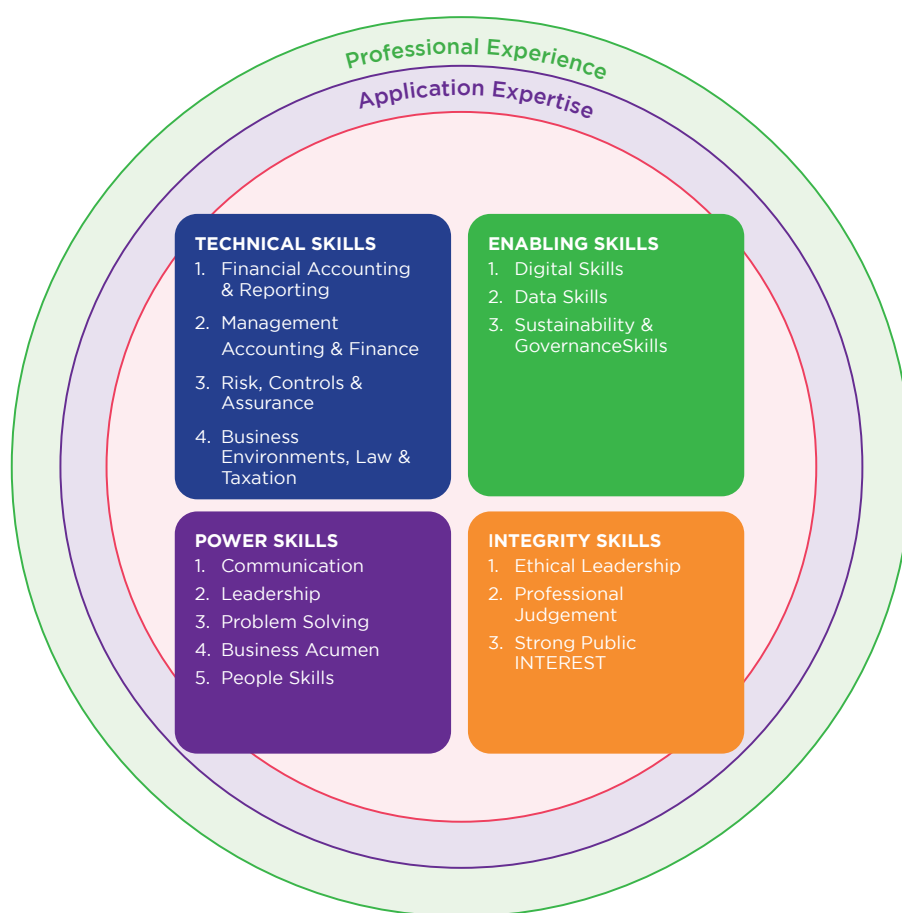 Professional Experience
Application Expertise
TECHNICAL SKILLS
1. Financial Accounting
& Reporting
2. Management
Accounting & Finance
3. Risk, Controls &
Assurance
4. Business
Environments, Law &
Taxation
ENABLING SKILLS
1. Digital Skills
2. Data Skills
3. Sustainability &
GovernanceSkills
POWER SKILLS
1. Communication
2. Leadership
3. Problem Solving
4. Business Acumen
5. People Skills
INTEGRITY SKILLS
1. Ethical Leadership
2. Professional
Judgement
3. Strong Public
INTEREST